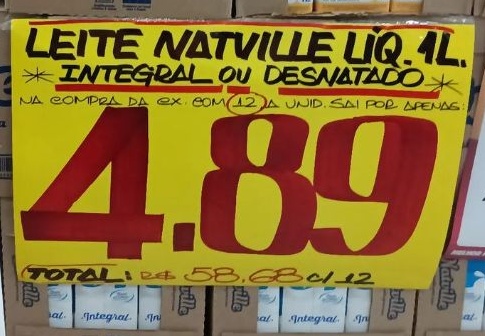 LEITE NATVILLE LÍQ. 1L.
* INTEGRAL OU DESNATADO *
NA COMPRA DA CX. COM 12 A UNID. SAI POR APENAS:
4.89
TOTAL: R$ 58,68 C/ 12
Integral
Integral